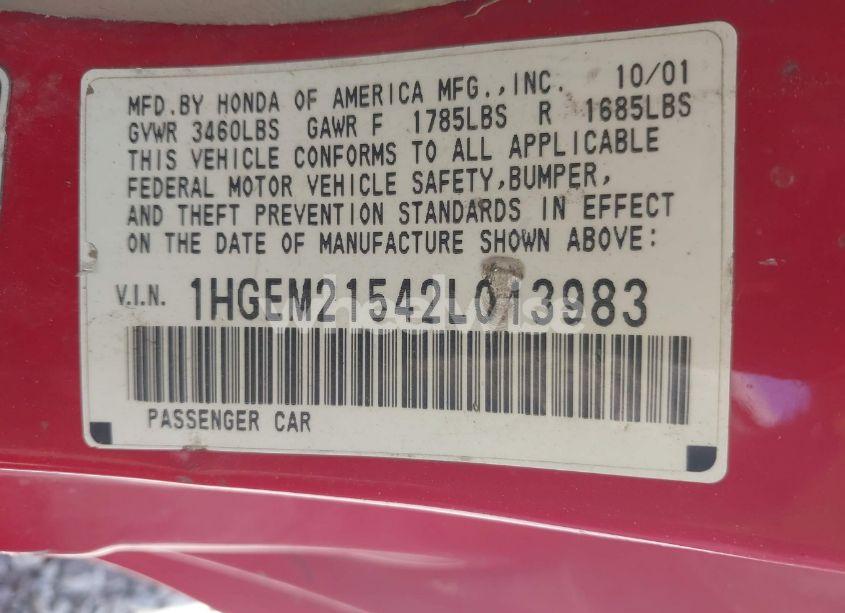 MFD.BY HONDA OF AMERICA MFG.,INC. 10/01
GVWR 3460LBS GAWR F 1785LBS R 1685LBS
THIS VEHICLE CONFORMS TO ALL APPLICABLE
FEDERAL MOTOR VEHICLE SAFETY,BUMPER,
AND THEFT PREVENTION STANDARDS IN EFFECT
ON THE DATE OF MANUFACTURE SHOWN ABOVE:
V.I.N. 1HGEM21542L013983
wheelwise
PASSENGER CAR